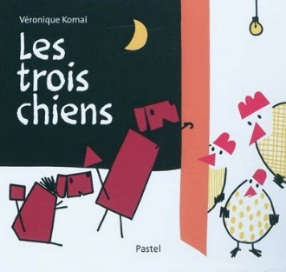 Véronique Komai
Les
trois
chiens
Pastel